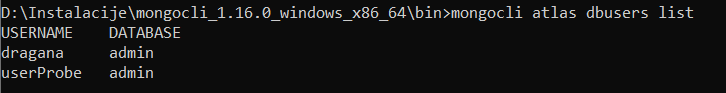 D:\Instalacije\mongocli_1.16.0_windows_x86_64\bin>mongocli atlas dbusers list
USERNAME    DATABASE
dragana     admin
userProbe   admin